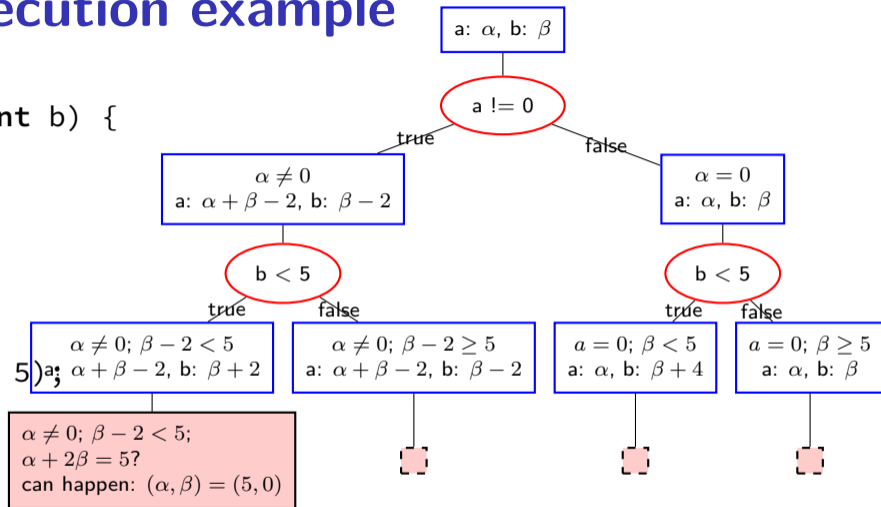 ecution example
a: α, b: β
nt b) {
a != 0
true
false
α ≠ 0
a: α + β − 2, b: β − 2
α = 0
a: α, b: β
b < 5
b < 5
true
false
true
false
α ≠ 0; β − 2 < 5
a: α + β − 2, b: β + 2
α ≠ 0; β − 2 ≥ 5
a: α + β − 2, b: β − 2
a = 0; β < 5
a: α, b: β + 4
a = 0; β ≥ 5
a: α, b: β
5);
α ≠ 0; β − 2 < 5;
α + 2β = 5?
can happen: (α, β) = (5, 0)